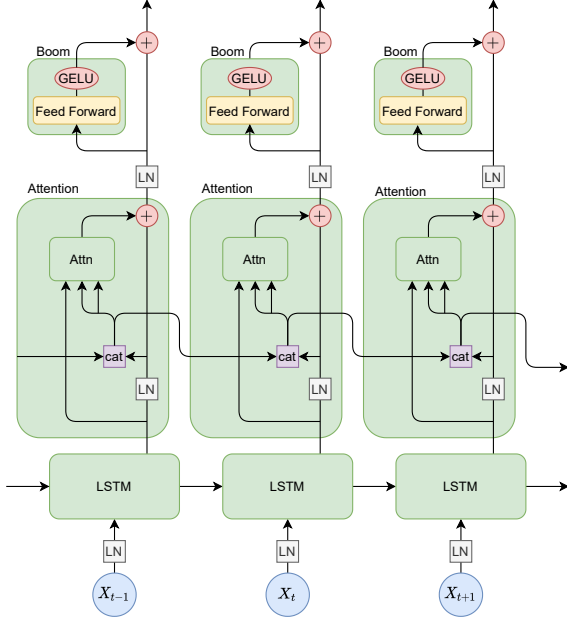 Boom Boom Boom
GELU GELU GELU
Feed Forward Feed Forward Feed Forward
LN LN LN
Attention Attention Attention
Attn Attn Attn
cat cat cat
LN LN LN
LSTM LSTM LSTM
LN LN LN
X_{t-1} X_t X_{t+1}